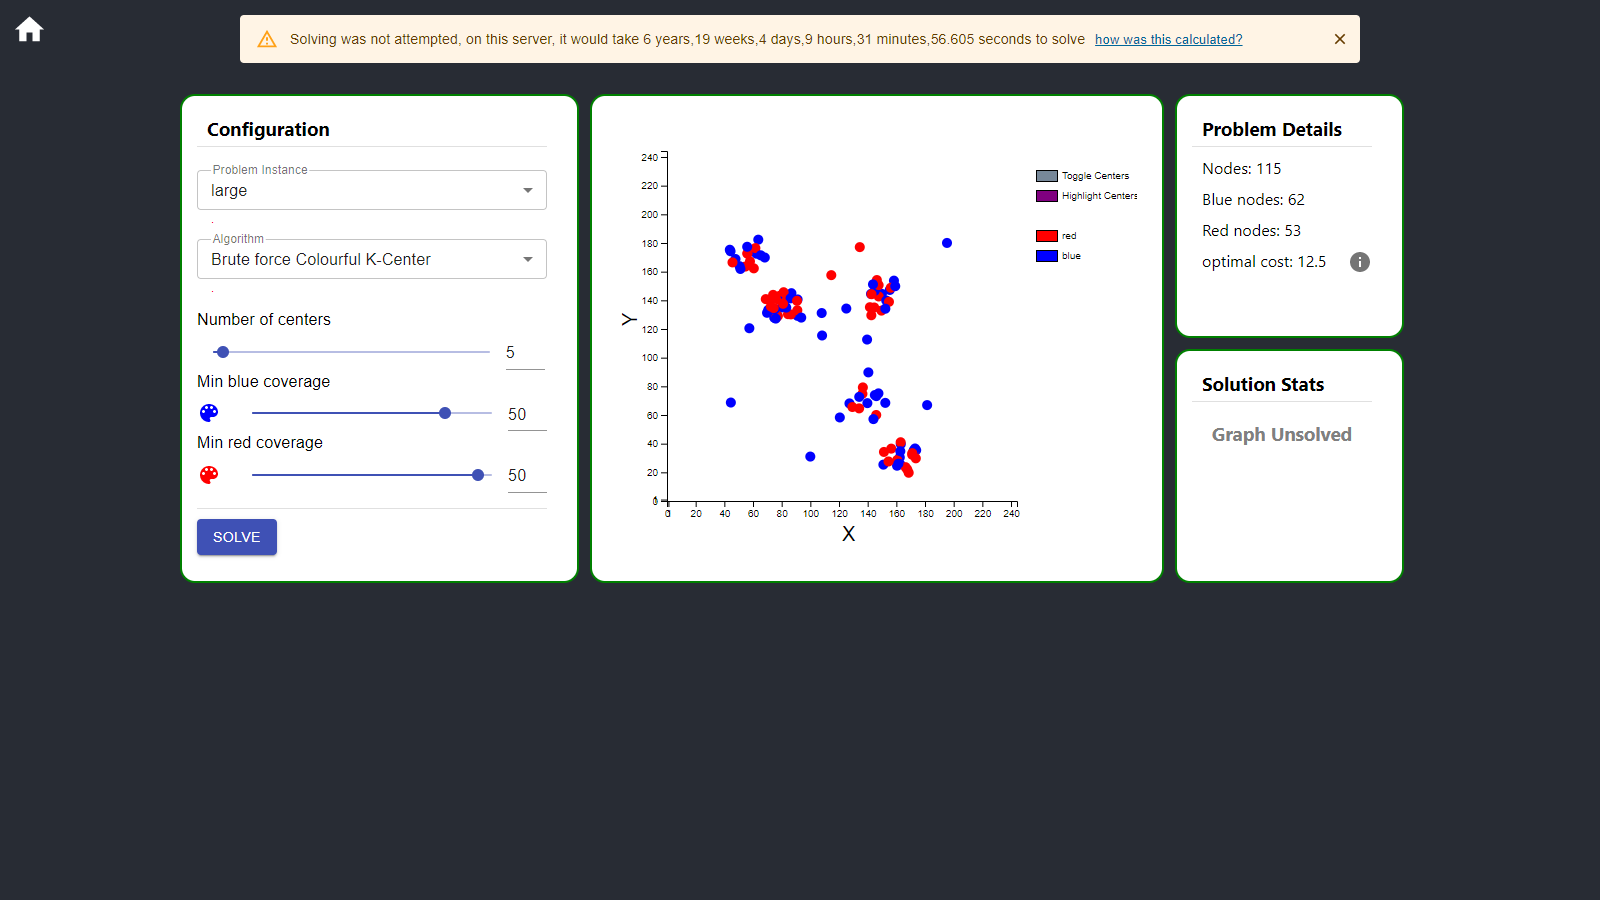 Solving was not attempted, on this server, it would take 6 years,19 weeks,4 days,9 hours,31 minutes,56.605 seconds to solve how was this calculated?
Configuration
Problem Instance
large
Algorithm
Brute force Colourful K-Center
Number of centers
5
Min blue coverage
50
Min red coverage
50
SOLVE
240
220
200
180
160
140
120
100
80
60
40
20
0
Y
0 20 40 60 80 100 120 140 160 180 200 220 240
X
Toggle Centers
Highlight Centers
red
blue
Problem Details
Nodes: 115
Blue nodes: 62
Red nodes: 53
optimal cost: 12.5
Solution Stats
Graph Unsolved